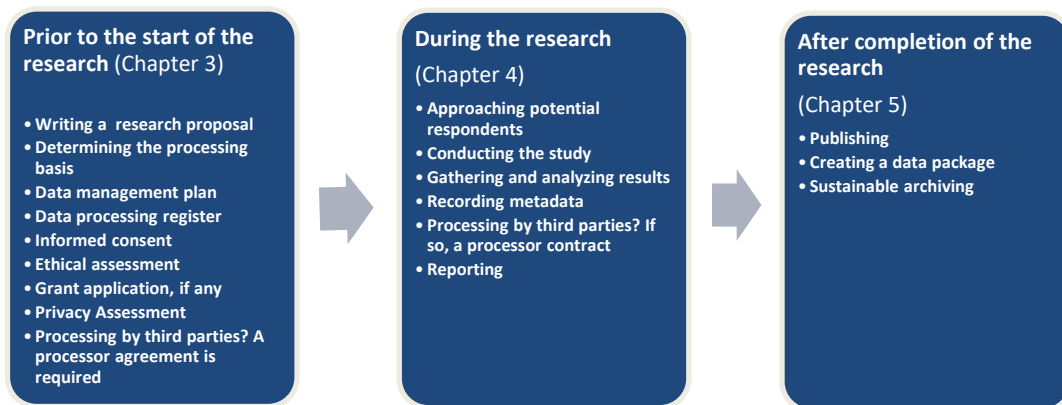 Prior to the start of the
research (Chapter 3)
• Writing a research proposal
• Determining the processing
basis
• Data management plan
• Data processing register
• Informed consent
• Ethical assessment
• Grant application, if any
• Privacy Assessment
• Processing by third parties? A
processor agreement is
required
During the research
(Chapter 4)
• Approaching potential
respondents
• Conducting the study
• Gathering and analyzing results
• Recording metadata
• Processing by third parties? If
so, a processor contract
• Reporting
After completion of the
research
(Chapter 5)
• Publishing
• Creating a data package
• Sustainable archiving